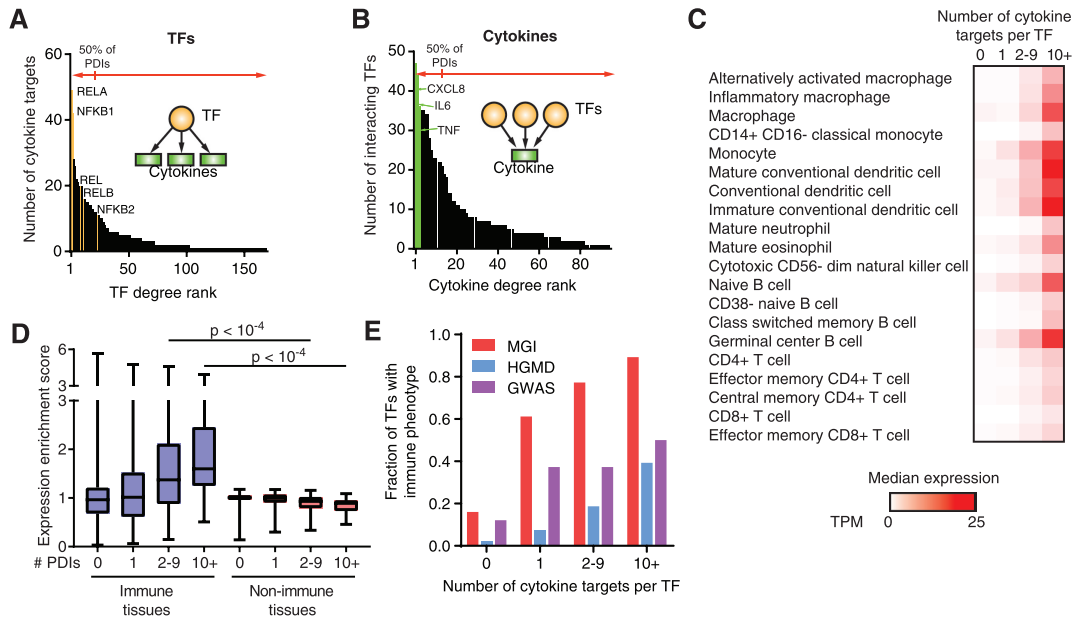 A
TFs
Number of cytokine targets
60
40
20
0
50% of
PDIs
RELA
NFKB1
REL
RELB
NFKB2
TF
Cytokines
1
50
100
150
TF degree rank
B
Cytokines
Number of interacting TFs
50
40
30
20
10
0
50% of
PDIs
CXCL8
IL6
TNF
TFs
Cytokine
1
20
40
60
80
Cytokine degree rank
C
Number of cytokine
targets per TF
0 1 2-9 10+
Alternatively activated macrophage
Inflammatory macrophage
Macrophage
CD14+ CD16- classical monocyte
Monocyte
Mature conventional dendritic cell
Conventional dendritic cell
Immature conventional dendritic cell
Mature neutrophil
Mature eosinophil
Cytotoxic CD56- dim natural killer cell
Naive B cell
CD38- naive B cell
Class switched memory B cell
Germinal center B cell
CD4+ T cell
Effector memory CD4+ T cell
Central memory CD4+ T cell
CD8+ T cell
Effector memory CD8+ T cell
Median expression
TPM
0
25
D
p < 10-4
p < 10-4
Expression enrichment score
6
3
3
2
1
0
# PDIs
0 1 2-9 10+ 0 1 2-9 10+
Immune
tissues
Non-immune
tissues
E
Fraction of TFs with
immune phenotype
1.0
0.8
0.6
0.4
0.2
0.0
MGI
HGMD
GWAS
0 1 2-9 10+
Number of cytokine targets per TF